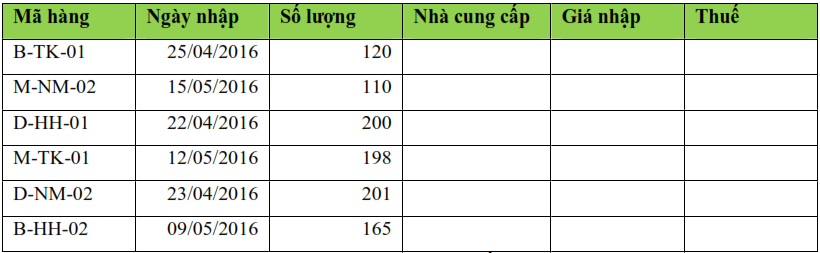 Mã hàng Ngày nhập Số lượng Nhà cung cấp Giá nhập Thuế
B-TK-01 25/04/2016 120
M-NM-02 15/05/2016 110
D-HH-01 22/04/2016 200
M-TK-01 12/05/2016 198
D-NM-02 23/04/2016 201
B-HH-02 09/05/2016 165